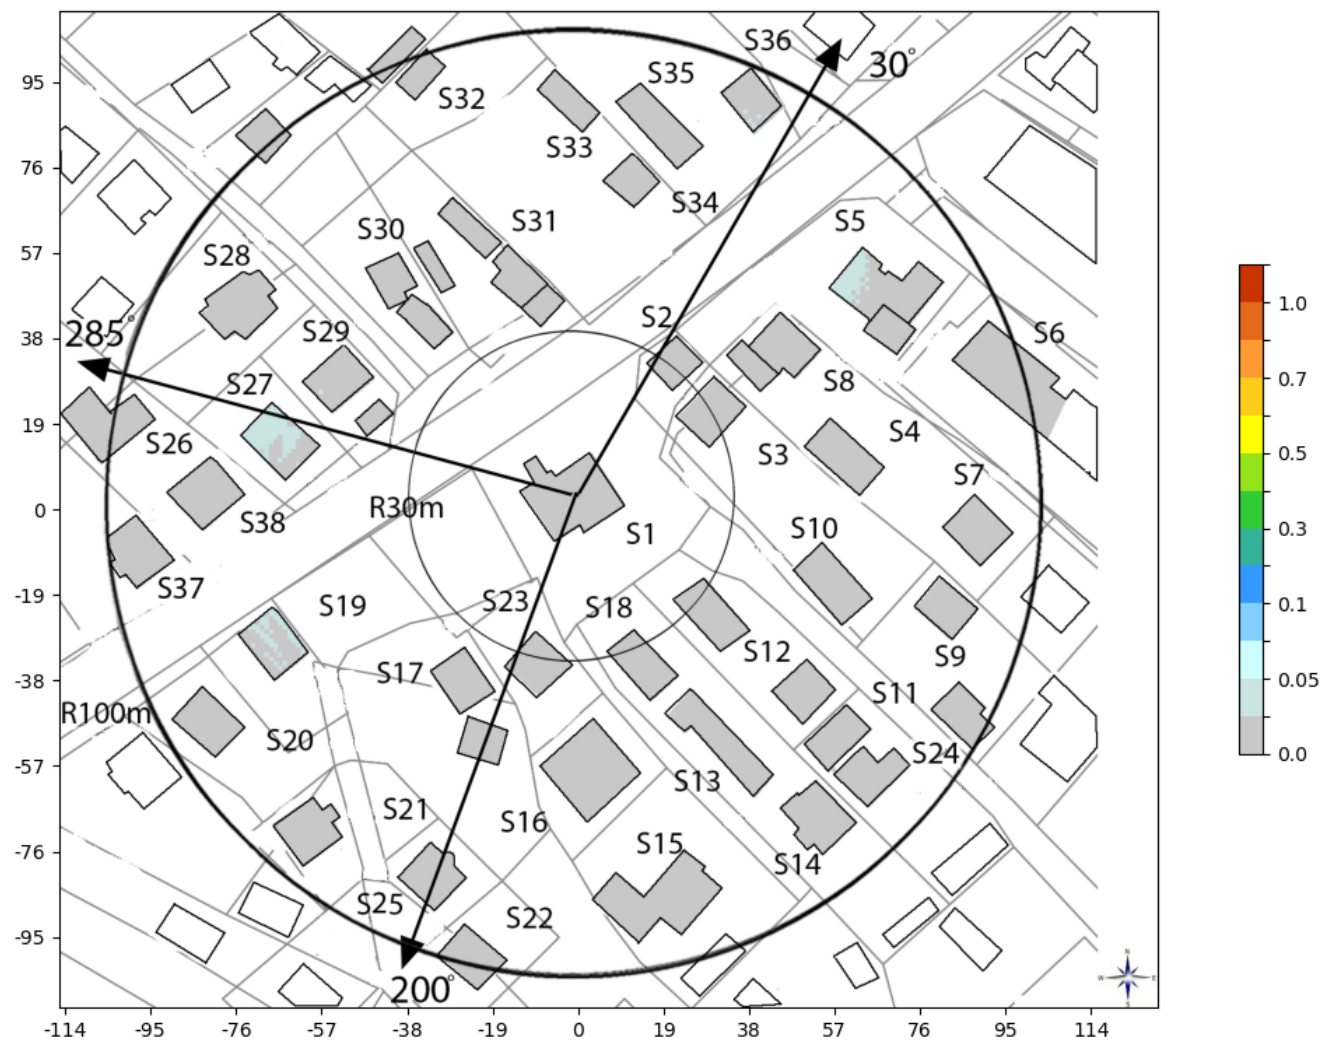 S36
30°
S35
95
S32
1.0
S33
76
S34
S31
S5
S30
57
S28
0.7
S2
285°
S29
S6
38
S27
S8
0.5
19
S26
S4
S3
S7
R30m
0
S38
S1
S10
0.3
S37
-19
S19
S23
S18
0.1
S12
S9
S17
-38
S11
0.05
R100m
S20
S24
0.0
-57
S13
S21
S16
S15
-76
S14
S25
S22
-95
N
W E
S
200°
-114 -95 -76 -57 -38 -19 0 19 38 57 76 95 114